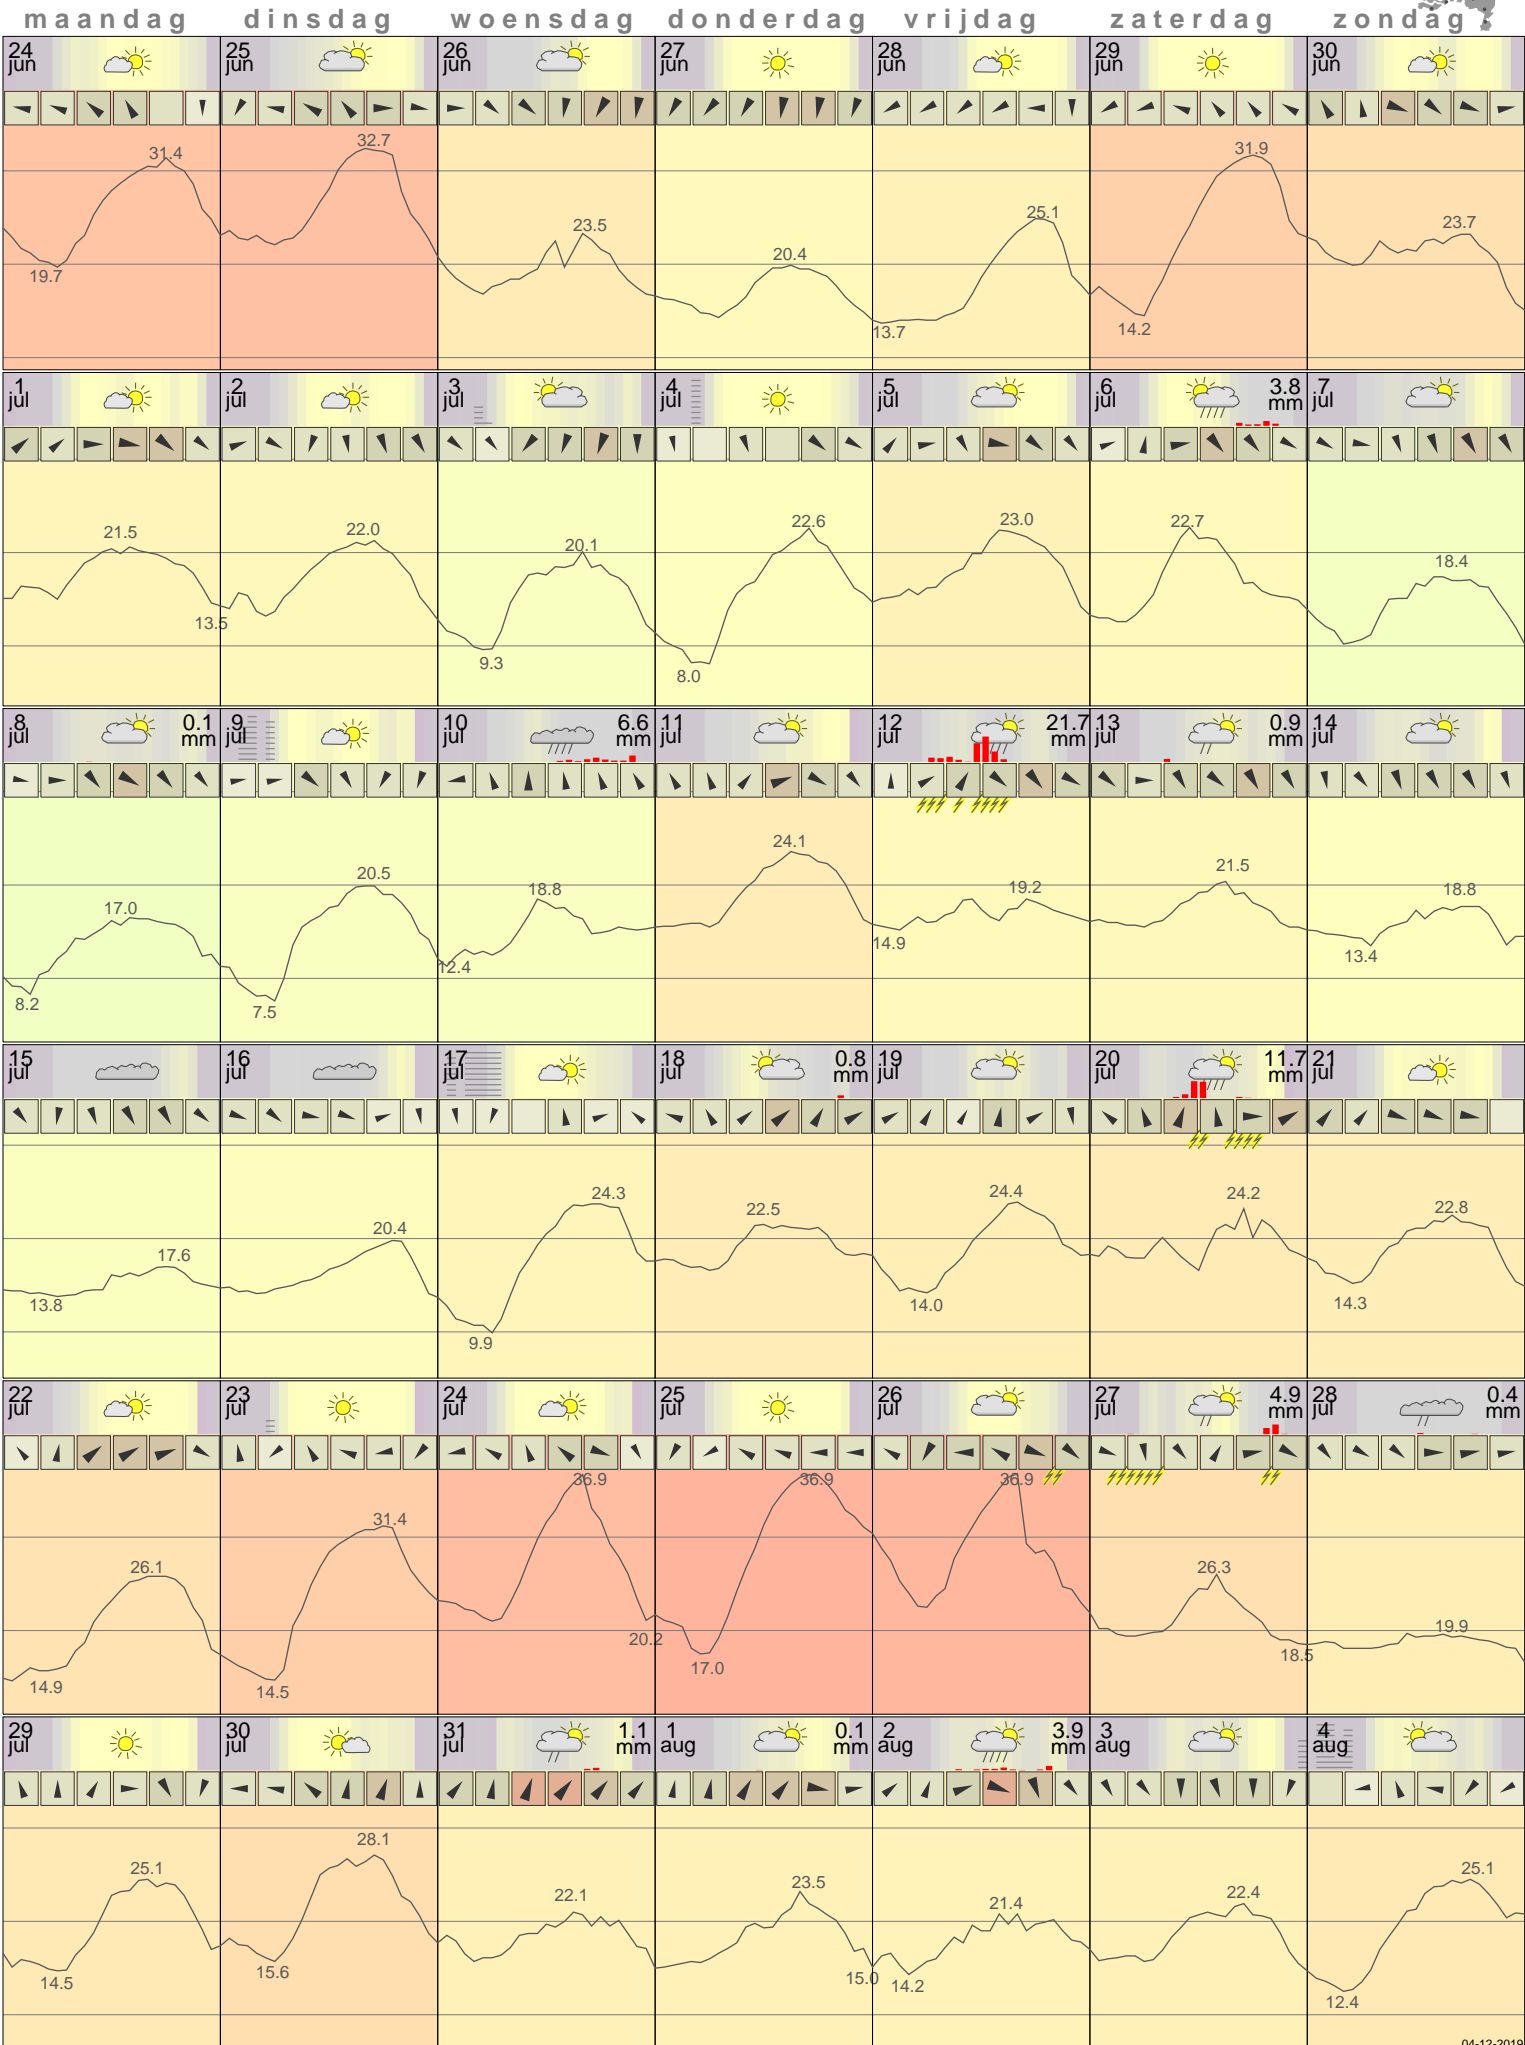 maandag dinsdag woensdag donderdag vrijdag zaterdag zondag
24 jun 25 jun 26 jun 27 jun 28 jun 29 jun 30 jun
31.4 32.7 23.5 20.4 25.1 31.9 23.7
19.7 13.7 14.2
1 jul 2 jul 3 jul 4 jul 5 jul 6 jul 3.8 mm 7 jul
21.5 22.0 20.1 22.6 23.0 22.7 18.4
13.5 9.3 8.0
8 jul 0.1 mm 9 jul 10 jul 6.6 mm 11 jul 12 jul 21.7 mm 13 jul 0.9 mm 14 jul
17.0 20.5 18.8 24.1 19.2 21.5 18.8
8.2 7.5 12.4 14.9 13.4
15 jul 16 jul 17 jul 18 jul 0.8 mm 19 jul 20 jul 11.7 mm 21 jul
17.6 20.4 24.3 22.5 24.4 24.2 22.8
13.8 9.9 14.0 14.3
22 jul 23 jul 24 jul 25 jul 26 jul 27 jul 4.9 mm 28 jul 0.4 mm
26.1 31.4 36.9 36.9 36.9 26.3 19.9
14.9 14.5 20.2 17.0 18.5
29 jul 30 jul 31 jul 1.1 mm 1 aug 0.1 mm 2 aug 3.9 mm 3 aug 4 aug
25.1 28.1 22.1 23.5 21.4 22.4 25.1
14.5 15.6 15.0 14.2 12.4
04-12-2019